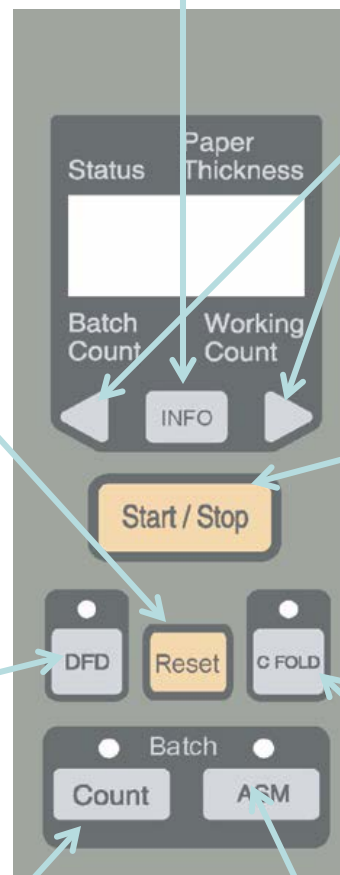 Status
Paper
Thickness
Batch
Count
Working
Count
INFO
Start / Stop
DFD
Reset
C FOLD
Batch
Count
ASM